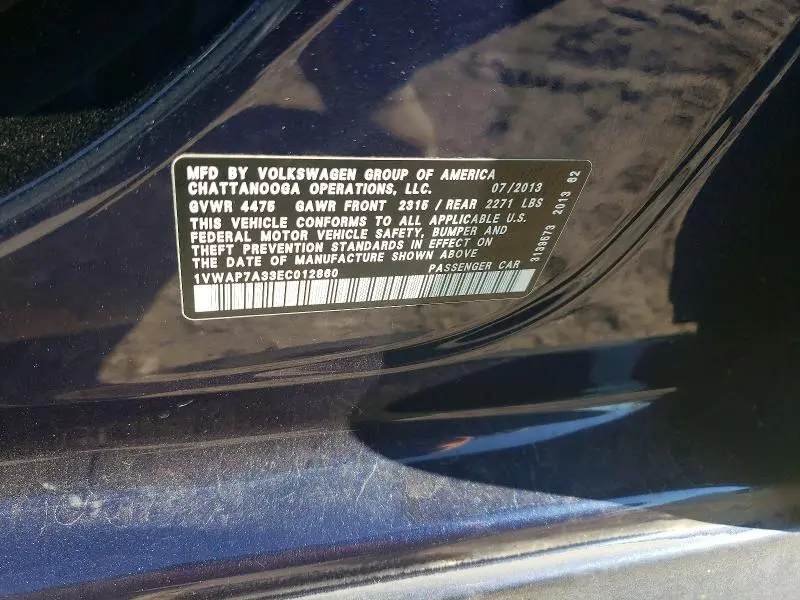 MFD BY VOLKSWAGEN GROUP OF AMERICA
CHATTANOOGA OPERATIONS, LLC. 07/2013
GVWR 4475 GAWR FRONT 2315 / REAR 2271 LBS
THIS VEHICLE CONFORMS TO ALL APPLICABLE U.S.
FEDERAL MOTOR VEHICLE SAFETY, BUMPER AND
THEFT PREVENTION STANDARDS IN EFFECT ON
THE DATE OF MANUFACTURE SHOWN ABOVE
1VWAP7A33EC012860 PASSENGER CAR
3139673 2013 62